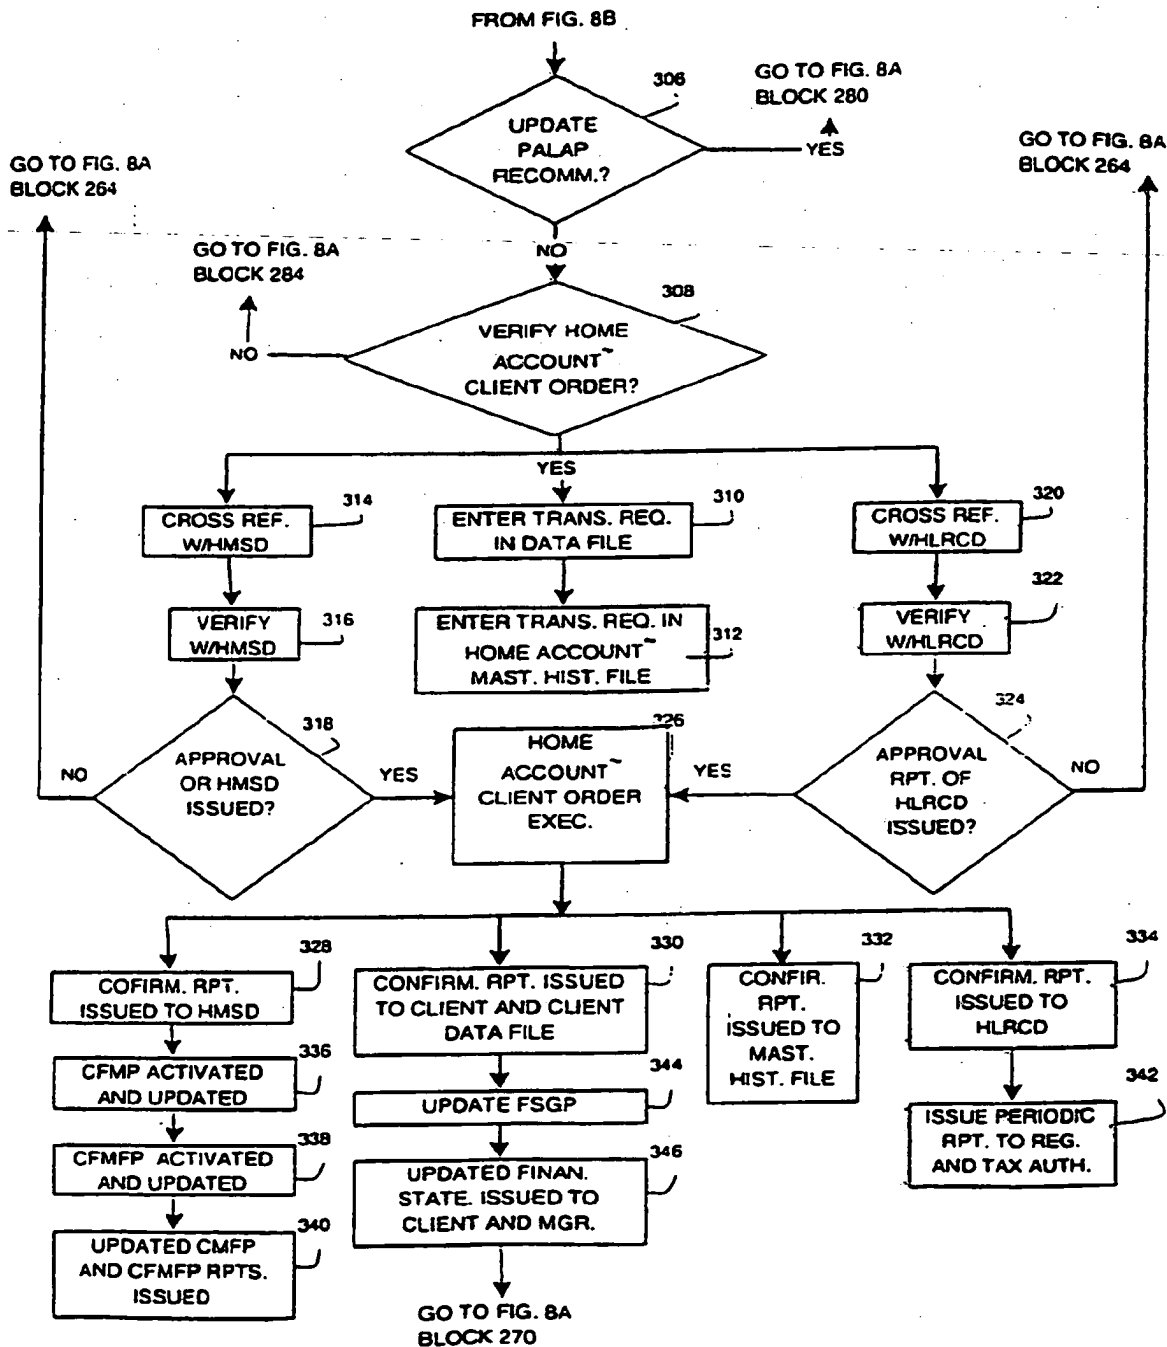 FROM FIG. 8B
306
GO TO FIG. 8A
BLOCK 280
UPDATE
PALAP
RECOMM.?
YES
GO TO FIG. 8A
BLOCK 264
GO TO FIG. 8A
BLOCK 264
NO
GO TO FIG. 8A
BLOCK 284
308
VERIFY HOME
ACCOUNT~
CLIENT ORDER?
NO
YES
314
CROSS REF.
W/HMSD
310
ENTER TRANS. REQ.
IN DATA FILE
320
CROSS REF.
W/HLRCD
316
VERIFY
W/HMSD
312
ENTER TRANS. REQ. IN
HOME ACCOUNT~
MAST. HIST. FILE
322
VERIFY
W/HLRCD
318
APPROVAL
OR HMSD
ISSUED?
NO
YES
326
HOME
ACCOUNT~
CLIENT ORDER
EXEC.
324
APPROVAL
RPT. OF
HLRCD
ISSUED?
YES
NO
328
COFIRM. RPT.
ISSUED TO HMSD
330
CONFIRM. RPT. ISSUED
TO CLIENT AND CLIENT
DATA FILE
332
CONFIR.
RPT.
ISSUED TO
MAST.
HIST. FILE
334
CONFIRM. RPT.
ISSUED TO
HLRCD
336
CFMP ACTIVATED
AND UPDATED
344
UPDATE FSGP
342
ISSUE PERIODIC
RPT. TO REG.
AND TAX AUTH.
338
CFMFP ACTIVATED
AND UPDATED
346
UPDATED FINAN.
STATE. ISSUED TO
CLIENT AND MGR.
340
UPDATED CMFP
AND CFMFP RPTS.
ISSUED
GO TO FIG. 8A
BLOCK 270